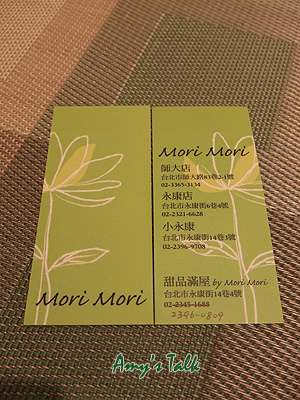 Mori Mori
Mori Mori
師大店
台北市師大路83巷2-1號
02-3365-3134
永康店
台北市永康街6巷4號
02-2321-6628
小永康
台北市永康街14巷3號
02-2396-9708
甜品滿屋 by Mori Mori
台北市永康街14巷4號
02-2345-1688
2396-0809
Amy's Talk